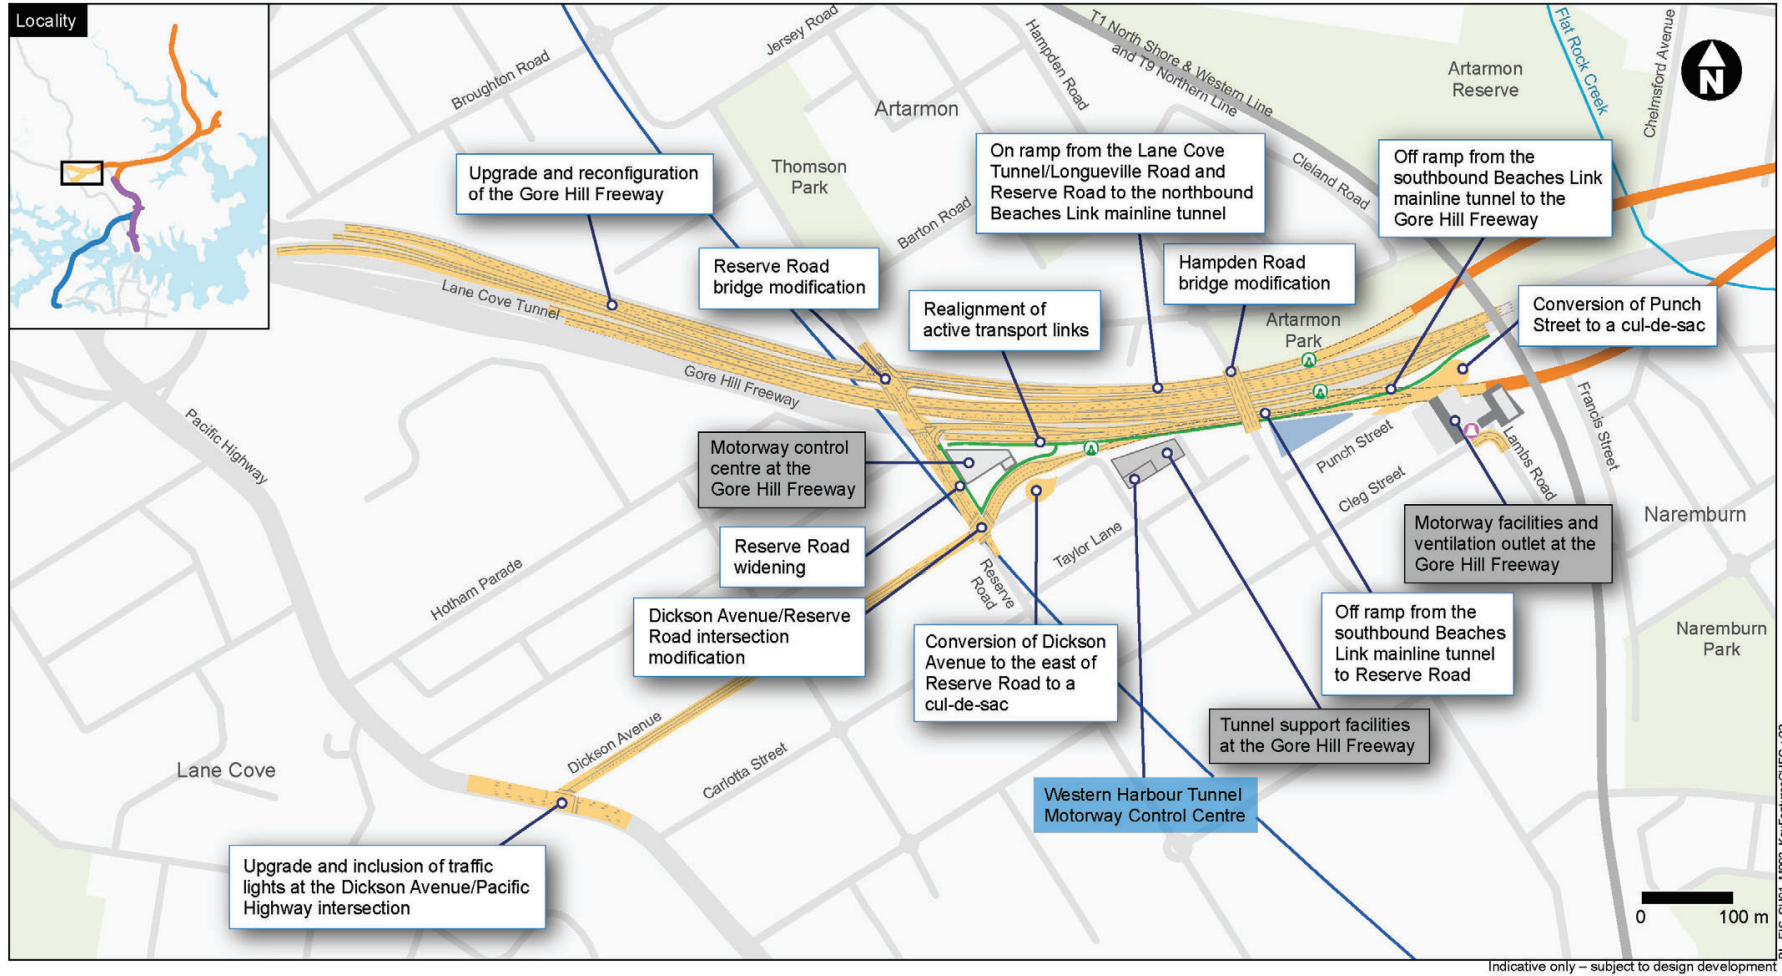 Locality
Broughton Road
Jersey Road
Hampden Road
T1 North Shore & Western Line
and T9 Northern Line
Artarmon
Artarmon
Reserve
Flat Rock Creek
Chelmsford Avenue
N
Thomson
Park
Upgrade and reconfiguration
of the Gore Hill Freeway
On ramp from the Lane Cove
Tunnel/Longueville Road and
Reserve Road to the northbound
Beaches Link mainline tunnel
Cleland Road
Off ramp from the
southbound Beaches Link
mainline tunnel to the
Gore Hill Freeway
Barton Road
Reserve Road
bridge modification
Hampden Road
bridge modification
Lane Cove Tunnel
Realignment of
active transport links
Artarmon
Park
Conversion of Punch
Street to a cul-de-sac
Gore Hill Freeway
Pacific Highway
Motorway control
centre at the
Gore Hill Freeway
Punch Street
Cleg Street
Lambs Road
Francis Street
Naremburn
Reserve Road
widening
Taylor Lane
Motorway facilities and
ventilation outlet at the
Gore Hill Freeway
Hotham Parade
Reserve
Road
Dickson Avenue/Reserve
Road intersection
modification
Conversion of Dickson
Avenue to the east of
Reserve Road to a
cul-de-sac
Off ramp from the
southbound Beaches
Link mainline tunnel
to Reserve Road
Naremburn
Park
Tunnel support facilities
at the Gore Hill Freeway
Dickson Avenue
Carlotta Street
Lane Cove
Western Harbour Tunnel
Motorway Control Centre
Upgrade and inclusion of traffic
lights at the Dickson Avenue/Pacific
Highway intersection
0 100 m
Indicative only – subject to design development